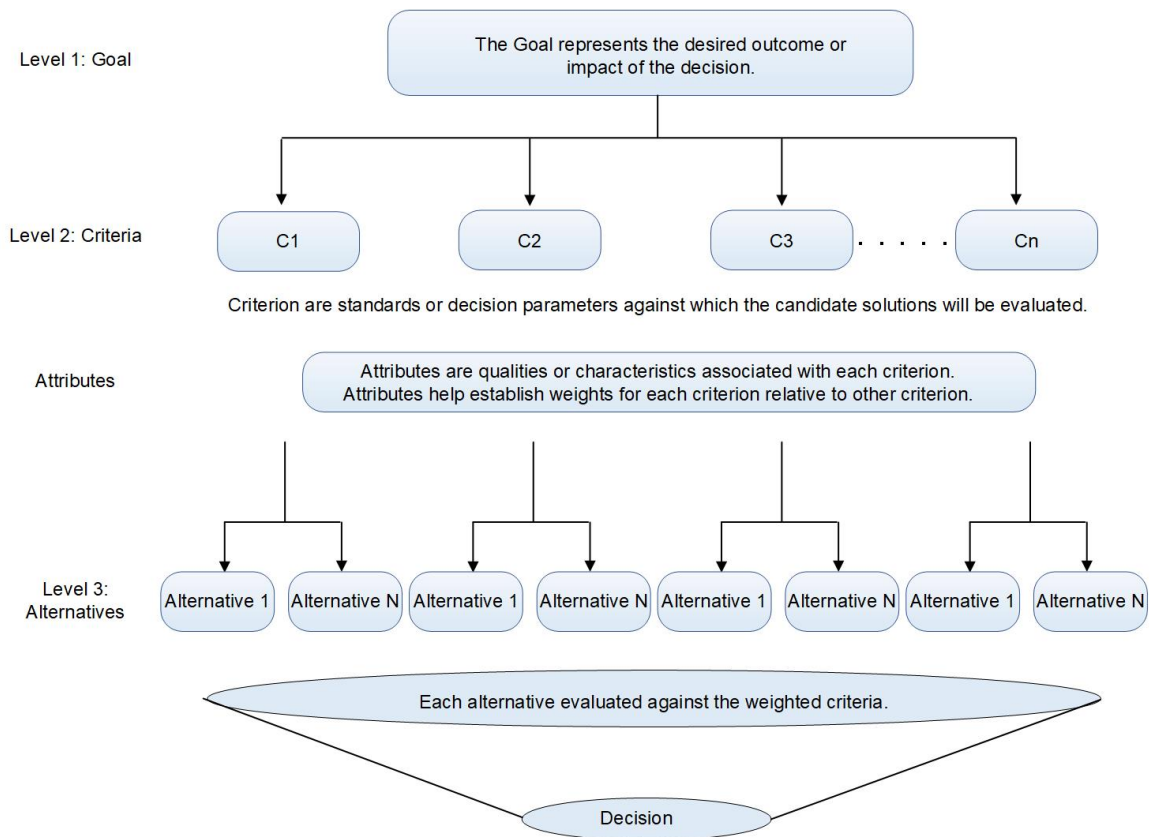 Level 1: Goal
The Goal represents the desired outcome or
impact of the decision.
Level 2: Criteria
C1
C2
C3
. . . . .
Cn
Criterion are standards or decision parameters against which the candidate solutions will be evaluated.
Attributes
Attributes are qualities or characteristics associated with each criterion.
Attributes help establish weights for each criterion relative to other criterion.
Level 3:
Alternatives
Alternative 1
Alternative N
Alternative 1
Alternative N
Alternative 1
Alternative N
Alternative 1
Alternative N
Each alternative evaluated against the weighted criteria.
Decision